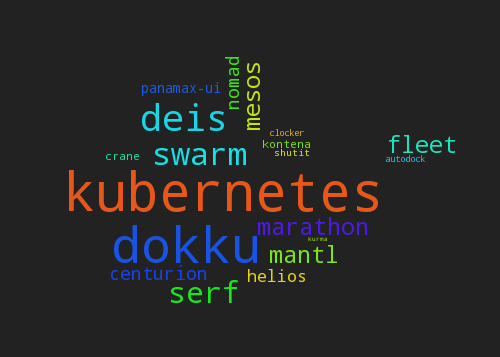 nomad
mesos
panamax-ui
deis
clocker
kontena
fleet
shutit
crane
swarm
autodock
kubernetes
marathon
dokku
kurma
mantl
centurion
helios
serf